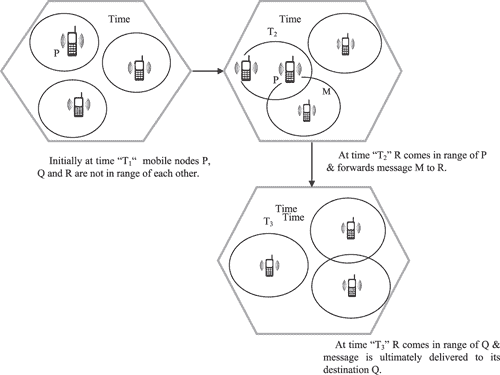 Time
P
Initially at time "T1" mobile nodes P,
Q and R are not in range of each other.
Time
T2
P
M
At time "T2" R comes in range of P
& forwards message M to R.
Time
Time
T3
At time "T3" R comes in range of Q &
message is ultimately delivered to its
destination Q.